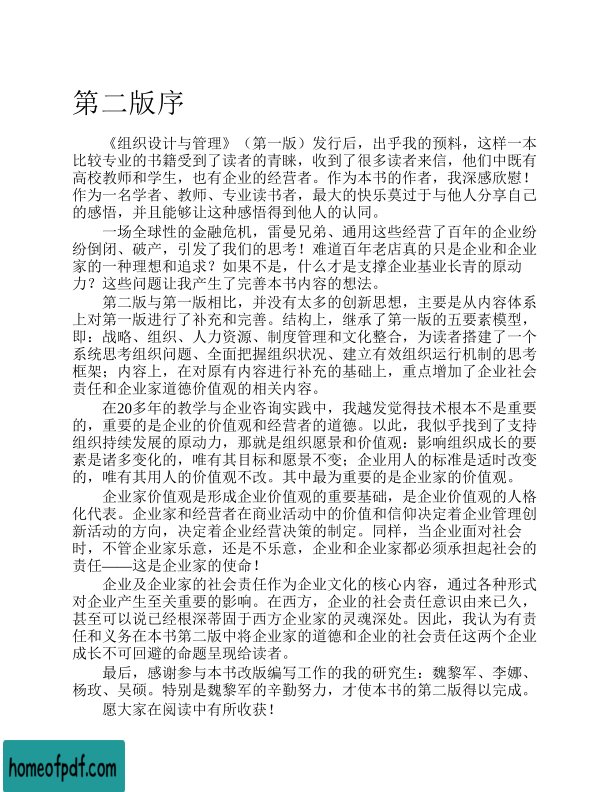 第二版序
《组织设计与管理》（第一版）发行后，出乎我的预料，这样一本
比较专业的书籍受到了读者的青睐，收到了很多读者来信，他们中既有
高校教师和学生，也有企业的经营者。作为本书的作者，我深感欣慰！
作为一名学者、教师、专业读书者，最大的快乐莫过于与他人分享自己
的感悟，并且能够让这种感悟得到他人的认同。
一场全球性的金融危机，雷曼兄弟、通用这些经营了百年的企业纷
纷倒闭、破产，引发了我们的思考！难道百年老店真的只是企业和企业
家的一种理想和追求？如果不是，什么才是支撑企业基业长青的原动
力？这些问题让我产生了完善本书内容的想法。
第二版与第一版相比，并没有太多的创新思想，主要是从内容体系
上对第一版进行了补充和完善。结构上，继承了第一版的五要素模型，
即：战略、组织、人力资源、制度管理和文化整合，为读者搭建了一个
系统思考组织问题、全面把握组织状况、建立有效组织运行机制的思考
框架；内容上，在对原有内容进行补充的基础上，重点增加了企业社会
责任和企业家道德价值观的相关内容。
在20多年的教学与企业咨询实践中，我越发觉得技术根本不是重要
的，重要的是企业的价值观和经营者的道德。以此，我似乎找到了支持
组织持续发展的原动力，那就是组织愿景和价值观：影响组织成长的要
素是诸多变化的，唯有其目标和愿景不变；企业用人的标准是适时改变
的，唯有其用人的价值观不改。其中最为重要的是企业家的价值观。
企业家价值观是形成企业价值观的重要基础，是企业价值观的人格
化代表。企业家和经营者在商业活动中的价值和信仰决定着企业管理创
新活动的方向，决定着企业经营决策的制定。同样，当企业面对社会
时，不管企业家乐意，还是不乐意，企业和企业家都必须承担起社会的
责任——这是企业家的使命！
企业及企业家的社会责任作为企业文化的核心内容，通过各种形式
对企业产生至关重要的影响。在西方，企业的社会责任意识由来已久，
甚至可以说已经根深蒂固于西方企业家的灵魂深处。因此，我认为有责
任和义务在本书第二版中将企业家的道德和企业的社会责任这两个企业
成长不可回避的命题呈现给读者。
最后，感谢参与本书改版编写工作的我的研究生：魏黎军、李娜、
杨玫、吴硕。特别是魏黎军的辛勤努力，才使本书的第二版得以完成。
愿大家在阅读中有所收获！
homeofpdf.com